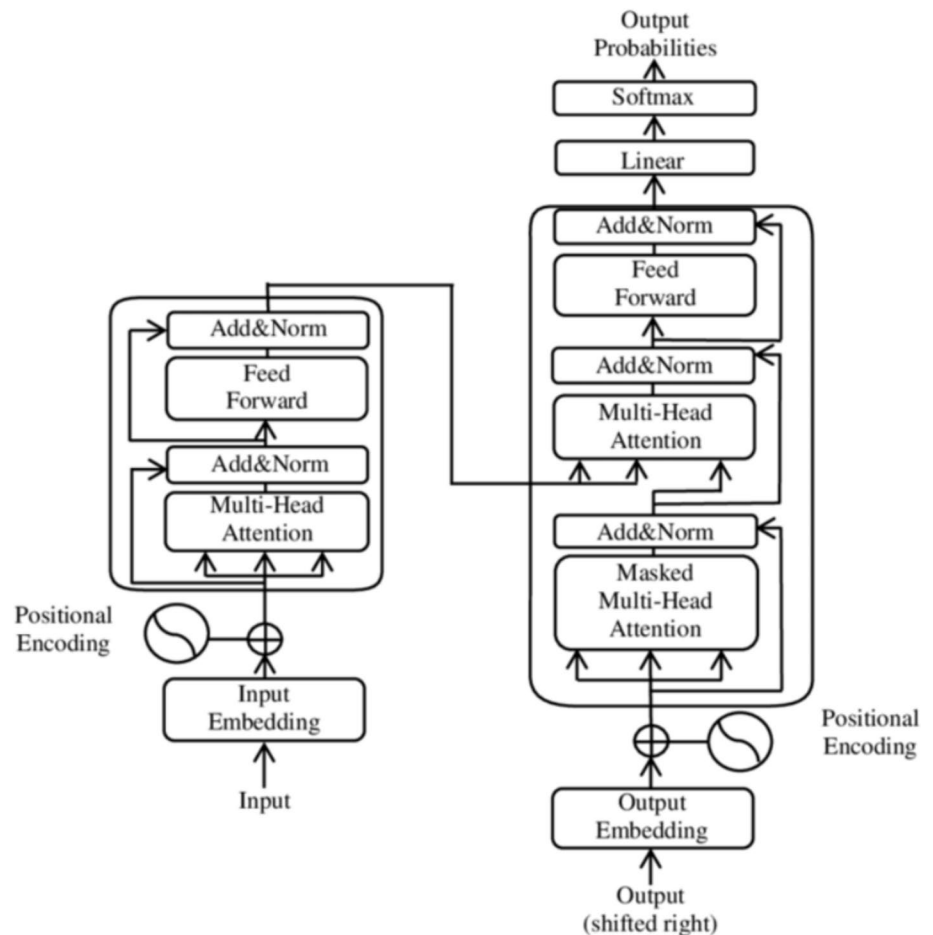 Output
Probabilities
Softmax
Linear
Add&Norm
Feed
Forward
Add&Norm
Multi-Head
Attention
Add&Norm
Masked
Multi-Head
Attention
Positional
Encoding
Output
Embedding
Output
(shifted right)
Add&Norm
Feed
Forward
Add&Norm
Multi-Head
Attention
Positional
Encoding
Input
Embedding
Input